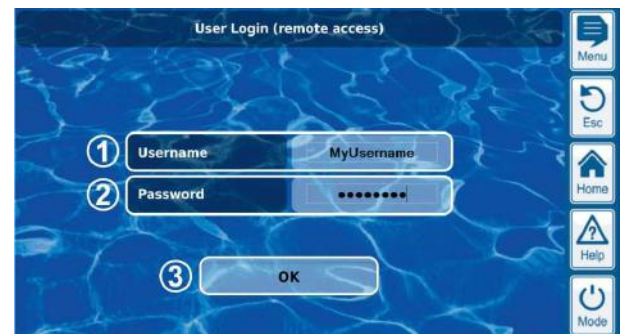 User Login (remote access)
Menu
Esc
1 Username MyUsername
2 Password ••••••••
Home
Help
3 OK
Mode